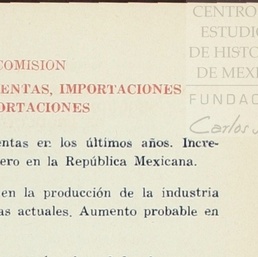 CENTRO
ESTUDI
DE HISTO
DE MEXI
FUNDAC
Carlos
COMISION
ENTAS, IMPORTACIONES
ORTACIONES
entas en los últimos años. Incre-
ero en la República Mexicana.
en la producción de la industria
as actuales. Aumento probable en